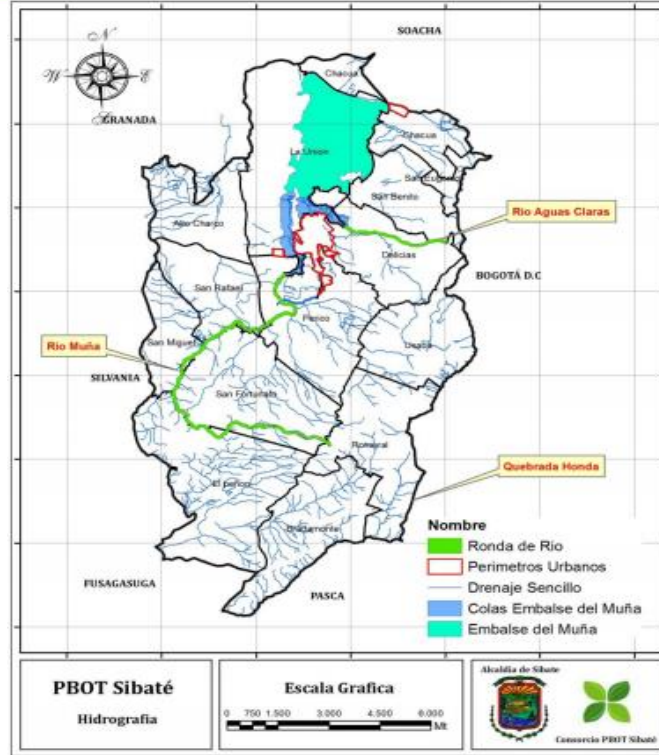 SOACHA
N
W
E
S
GRANADA
Chacua
Chacua
La Union
San Benito
Rio Aguas Claras
Alto Charco
Delicias
BOGOTÁ D.C
San Rafael
Perico
Usaba
Rio Muña
San Miguel
SILVANIA
San Fortunato
Romeral
Quebrada Honda
El peñon
Bradamonte
FUSAGASUGA
PASCA
Nombre
Ronda de Rio
Perimetros Urbanos
Drenaje Sencillo
Colas Embalse del Muña
Embalse del Muña
PBOT Sibaté
Hidrografia
Escala Grafica
0 750 1.500 3.000 4.500 6.000
Mt
Alcaldia de Sibate
Consorcio PBOT Sibaté